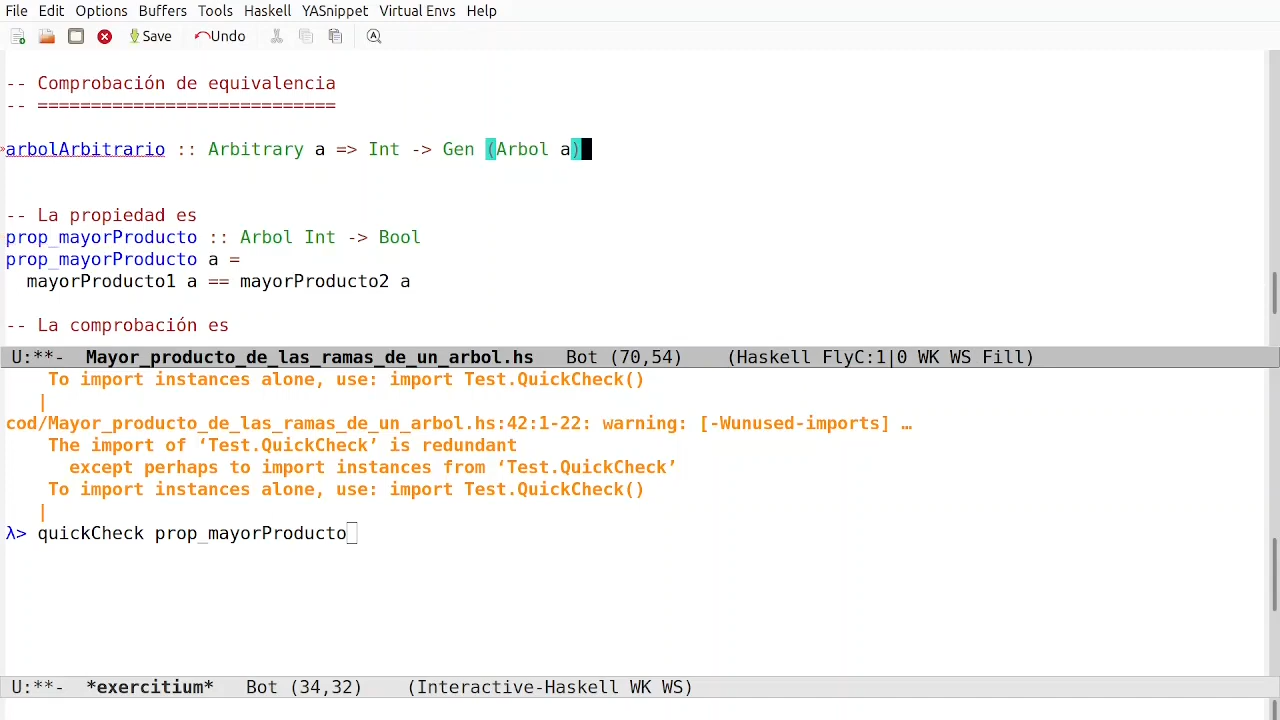 File Edit Options Buffers Tools Haskell YASnippet Virtual Envs Help
Save Undo
-- Comprobación de equivalencia
-- ============================
arbolArbitrario :: Arbitrary a => Int -> Gen (Arbol a)
-- La propiedad es
prop_mayorProducto :: Arbol Int -> Bool
prop_mayorProducto a =
mayorProducto1 a == mayorProducto2 a
-- La comprobación es
U:**- Mayor_producto_de_las_ramas_de_un_arbol.hs Bot (70,54) (Haskell FlyC:1|0 WK WS Fill)
To import instances alone, use: import Test.QuickCheck()
|
cod/Mayor_producto_de_las_ramas_de_un_arbol.hs:42:1-22: warning: [-Wunused-imports] …
The import of ‘Test.QuickCheck’ is redundant
except perhaps to import instances from ‘Test.QuickCheck’
To import instances alone, use: import Test.QuickCheck()
|
λ> quickCheck prop_mayorProducto
U:**- *exercitium* Bot (34,32) (Interactive-Haskell WK WS)